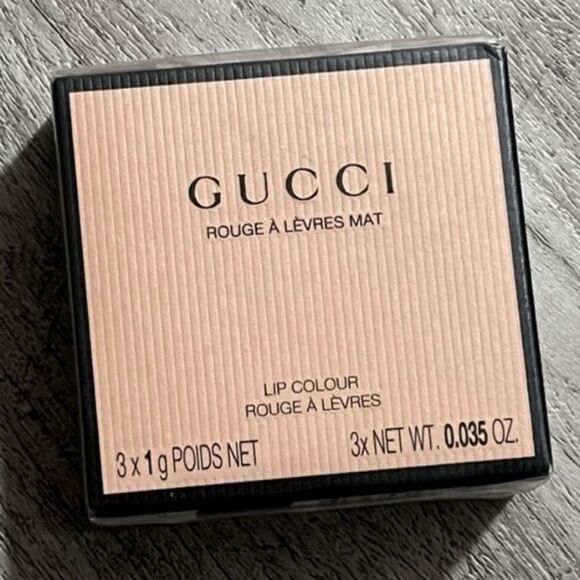 GUCCI
ROUGE À LÈVRES MAT
LIP COLOUR
ROUGE À LÈVRES
3 x 1 g POIDS NET 3x NET WT. 0.035 OZ.